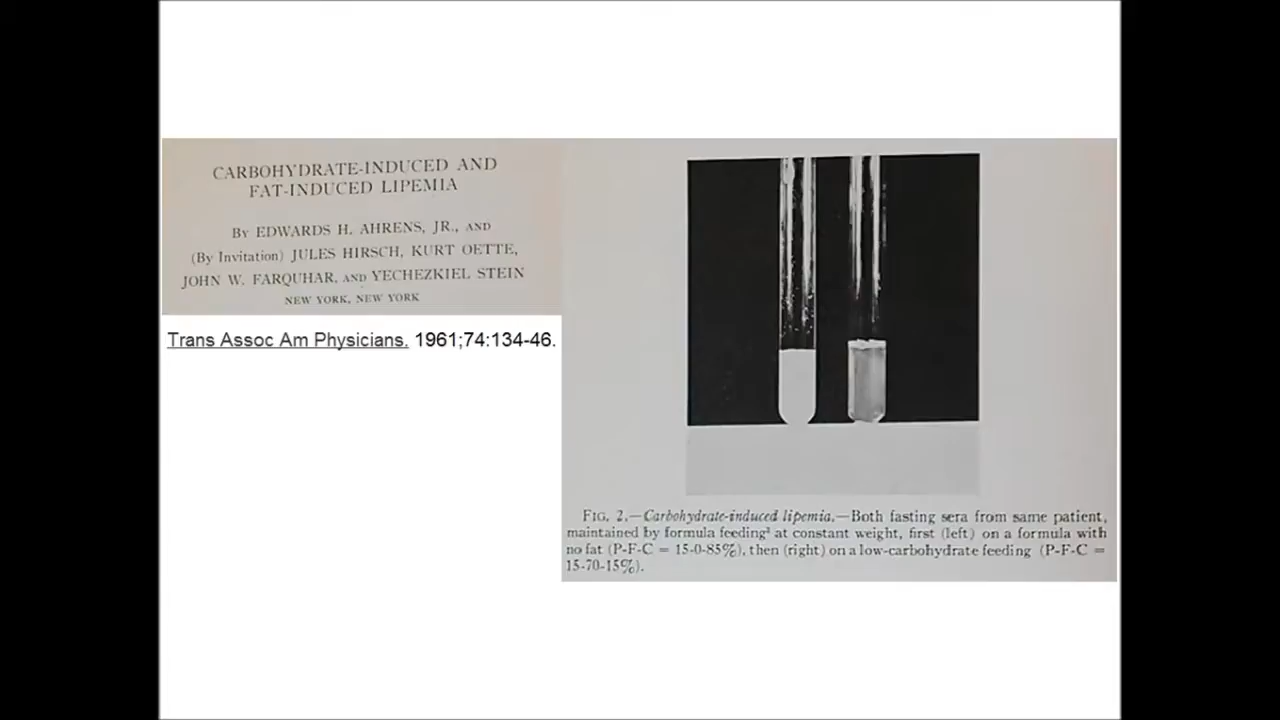 CARBOHYDRATE-INDUCED AND
FAT-INDUCED LIPEMIA
By EDWARDS H. AHRENS, JR., AND
(By Invitation) JULES HIRSCH, KURT OETTE,
JOHN W. FARQUHAR, AND YECHEZKIEL STEIN
NEW YORK, NEW YORK
Trans Assoc Am Physicians. 1961;74:134-46.
FIG. 2.—Carbohydrate-induced lipemia.—Both fasting sera from same patient,
maintained by formula feeding³ at constant weight, first (left) on a formula with
no fat (P-F-C = 15-0-85%), then (right) on a low-carbohydrate feeding (P-F-C =
15-70-15%).